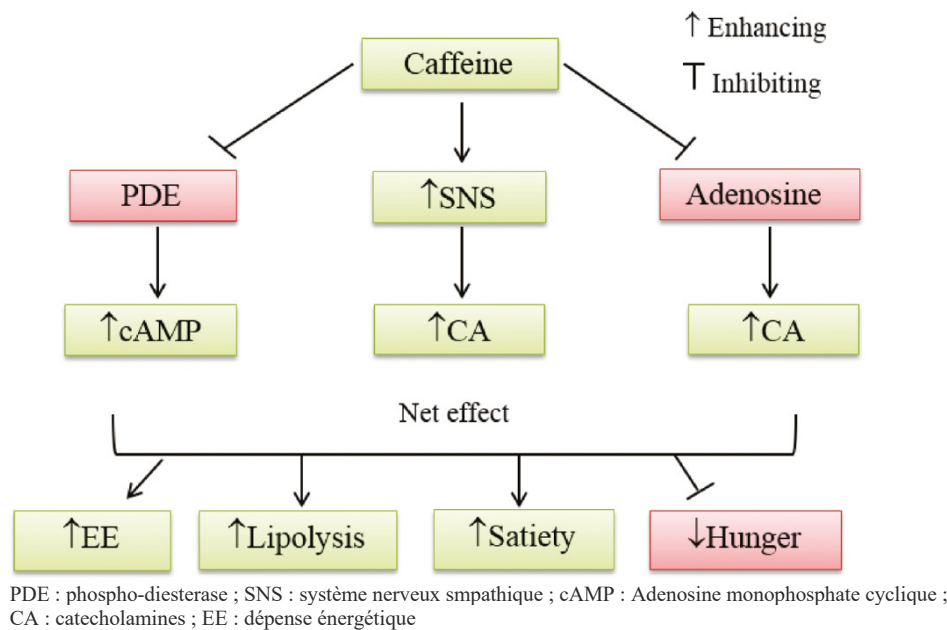 ↑ Enhancing
Caffeine
⊤ Inhibiting
PDE
↑SNS
Adenosine
↑cAMP
↑CA
↑CA
Net effect
↑EE
↑Lipolysis
↑Satiety
↓Hunger
PDE : phospho-diesterase ; SNS : système nerveux smpathique ; cAMP : Adenosine monophosphate cyclique ;
CA : catecholamines ; EE : dépense énergétique